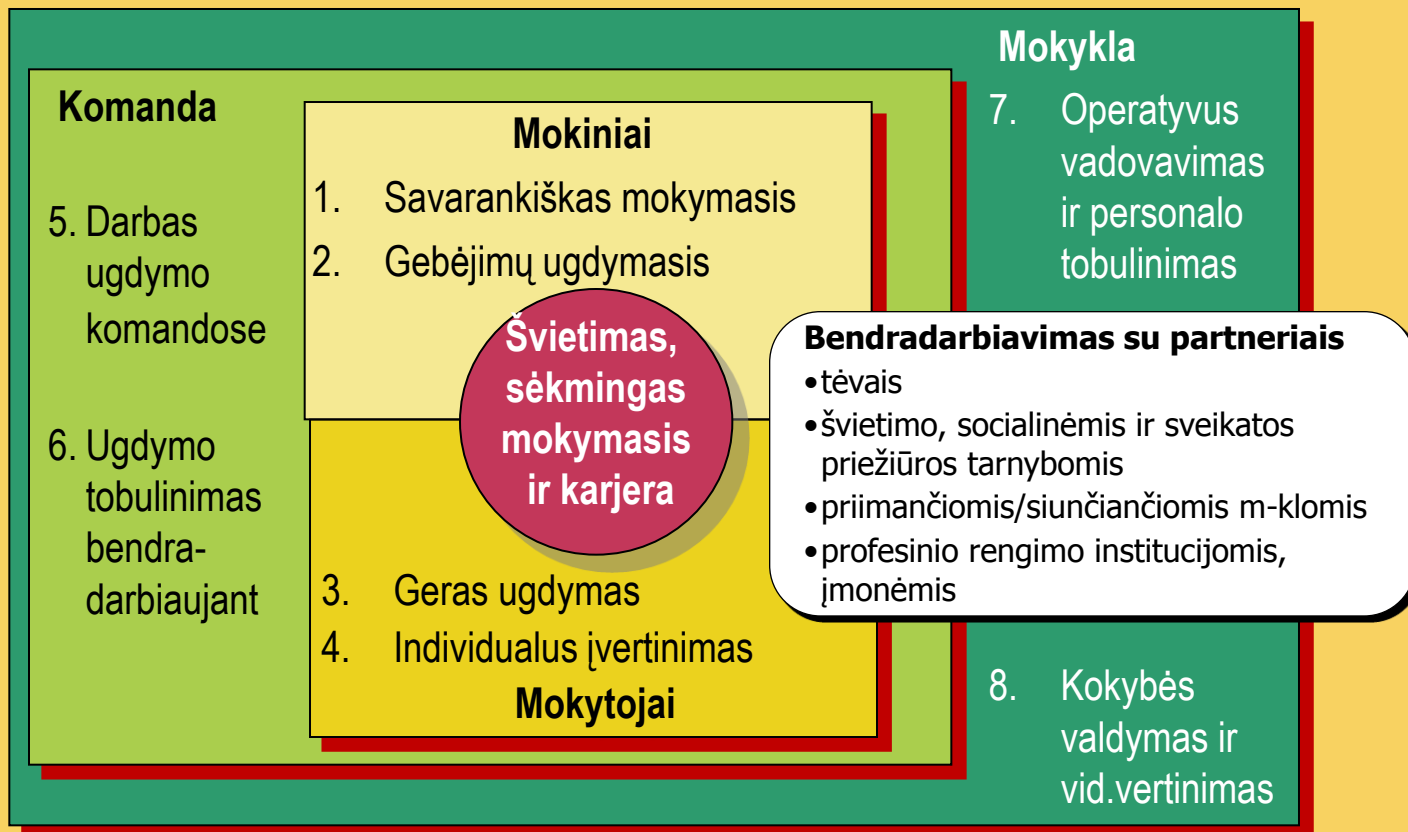 Mokykla
7. Operatyvus
vadovavimas
ir personalo
tobulinimas
Komanda
5. Darbas
ugdymo
komandose
6. Ugdymo
tobulinimas
bendra-
darbiaujant
Mokiniai
1. Savarankiškas mokymasis
2. Gebėjimų ugdymasis
Švietimas,
sėkmingas
mokymasis
ir karjera
3. Geras ugdymas
4. Individualus įvertinimas
Mokytojai
Bendradarbiavimas su partneriais
•tėvais
•švietimo, socialinėmis ir sveikatos
priežiūros tarnybomis
•priimančiomis/siunčiančiomis m-klomis
•profesinio rengimo institucijomis,
įmonėmis
8. Kokybės
valdymas ir
vid.vertinimas